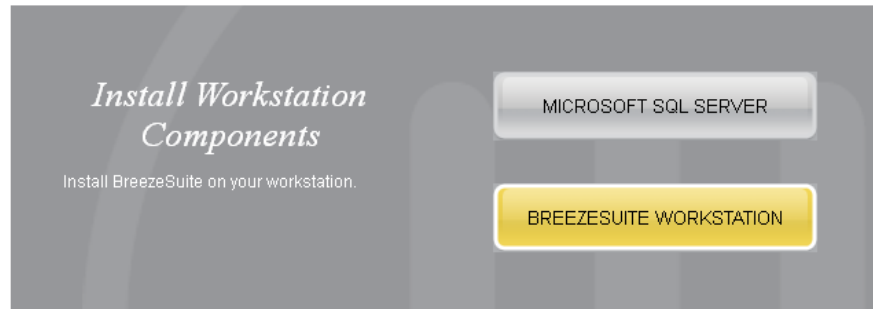 Install Workstation
Components
Install BreezeSuite on your workstation.
MICROSOFT SQL SERVER
BREEZESUITE WORKSTATION